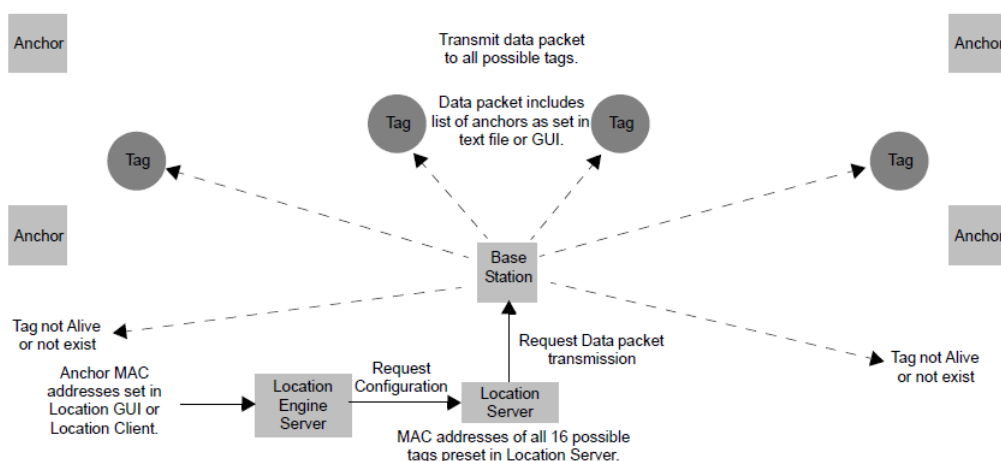 Anchor
Transmit data packet
to all possible tags.
Anchor
Tag
Data packet includes
list of anchors as set in
text file or GUI.
Tag
Tag
Tag
Anchor
Anchor
Base
Station
Tag not Alive
or not exist
Request Data packet
transmission
Tag not Alive
or not exist
Anchor MAC
addresses set in
Location GUI or
Location Client.
Location
Engine
Server
Request
Configuration
Location
Server
MAC addresses of all 16 possible
tags preset in Location Server.